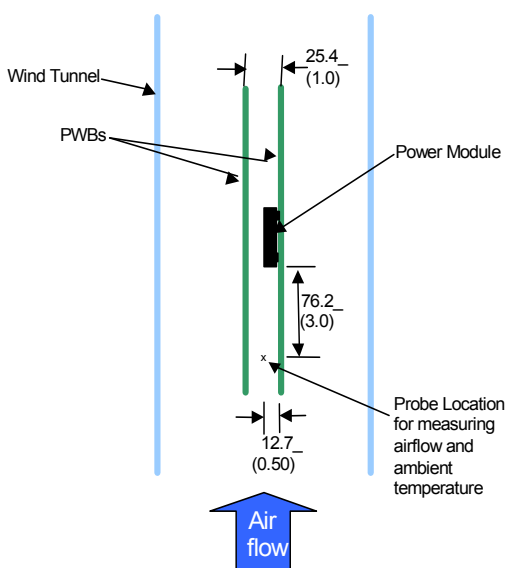 25.4_
(1.0)
Wind Tunnel
PWBs
Power Module
76.2_
(3.0)
x
Probe Location
for measuring
airflow and
ambient
temperature
12.7_
(0.50)
Air
flow